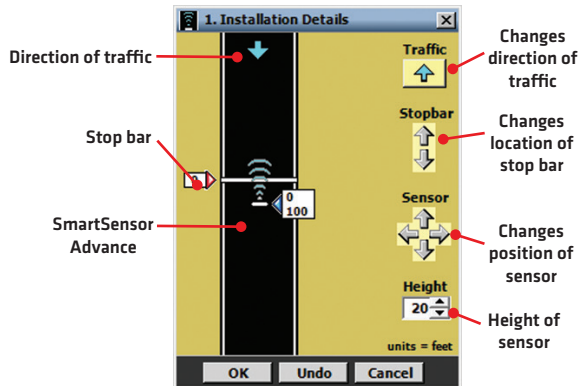 1. Installation Details
Direction of traffic
Traffic
Changes
direction of
traffic
Stop bar
Stopbar
Changes
location of
stop bar
0
100
SmartSensor
Advance
Sensor
Changes
position of
sensor
Height
20
Height of
sensor
units = feet
OK
Undo
Cancel